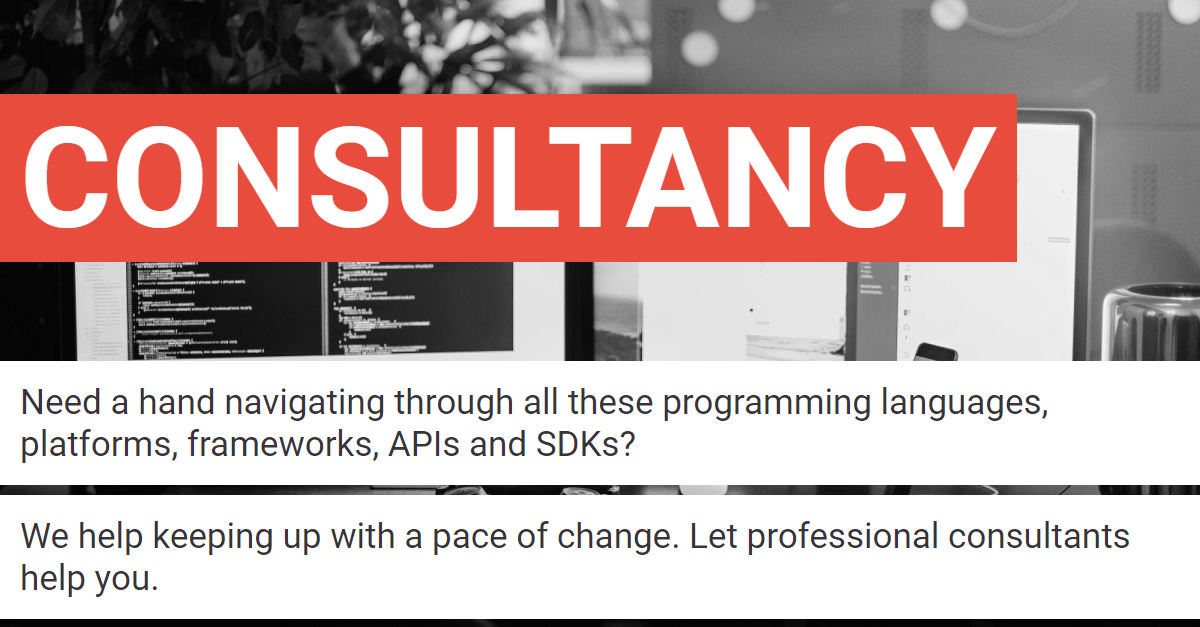 CONSULTANCY
Need a hand navigating through all these programming languages,
platforms, frameworks, APIs and SDKs?
We help keeping up with a pace of change. Let professional consultants
help you.